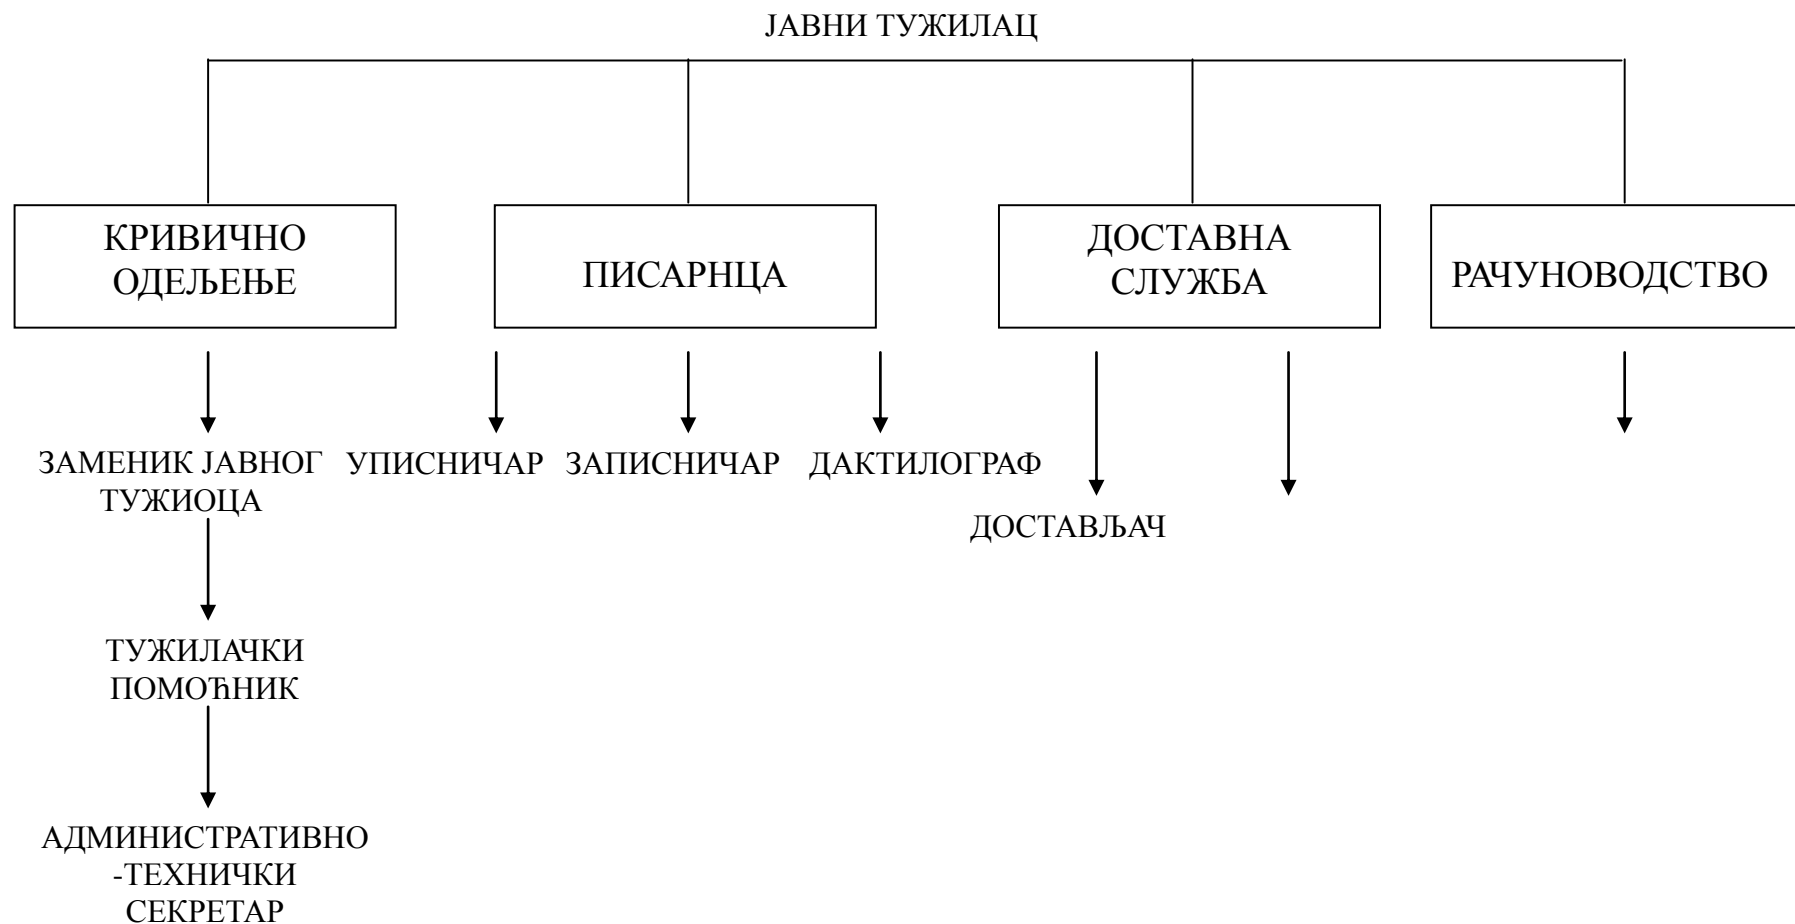 ЈАВНИ ТУЖИЛАЦ
КРИВИЧНО
ОДЕЉЕЊЕ
ПИСАРНЦА
ДОСТАВНА
СЛУЖБА
РАЧУНОВОДСТВО
ЗАМЕНИК ЈАВНОГ
ТУЖИОЦА
УПИСНИЧАР
ЗАПИСНИЧАР
ДАКТИЛОГРАФ
ДОСТАВЉАЧ
ТУЖИЛАЧКИ
ПОМОЋНИК
АДМИНИСТРАТИВНО
-ТЕХНИЧКИ
СЕКРЕТАР